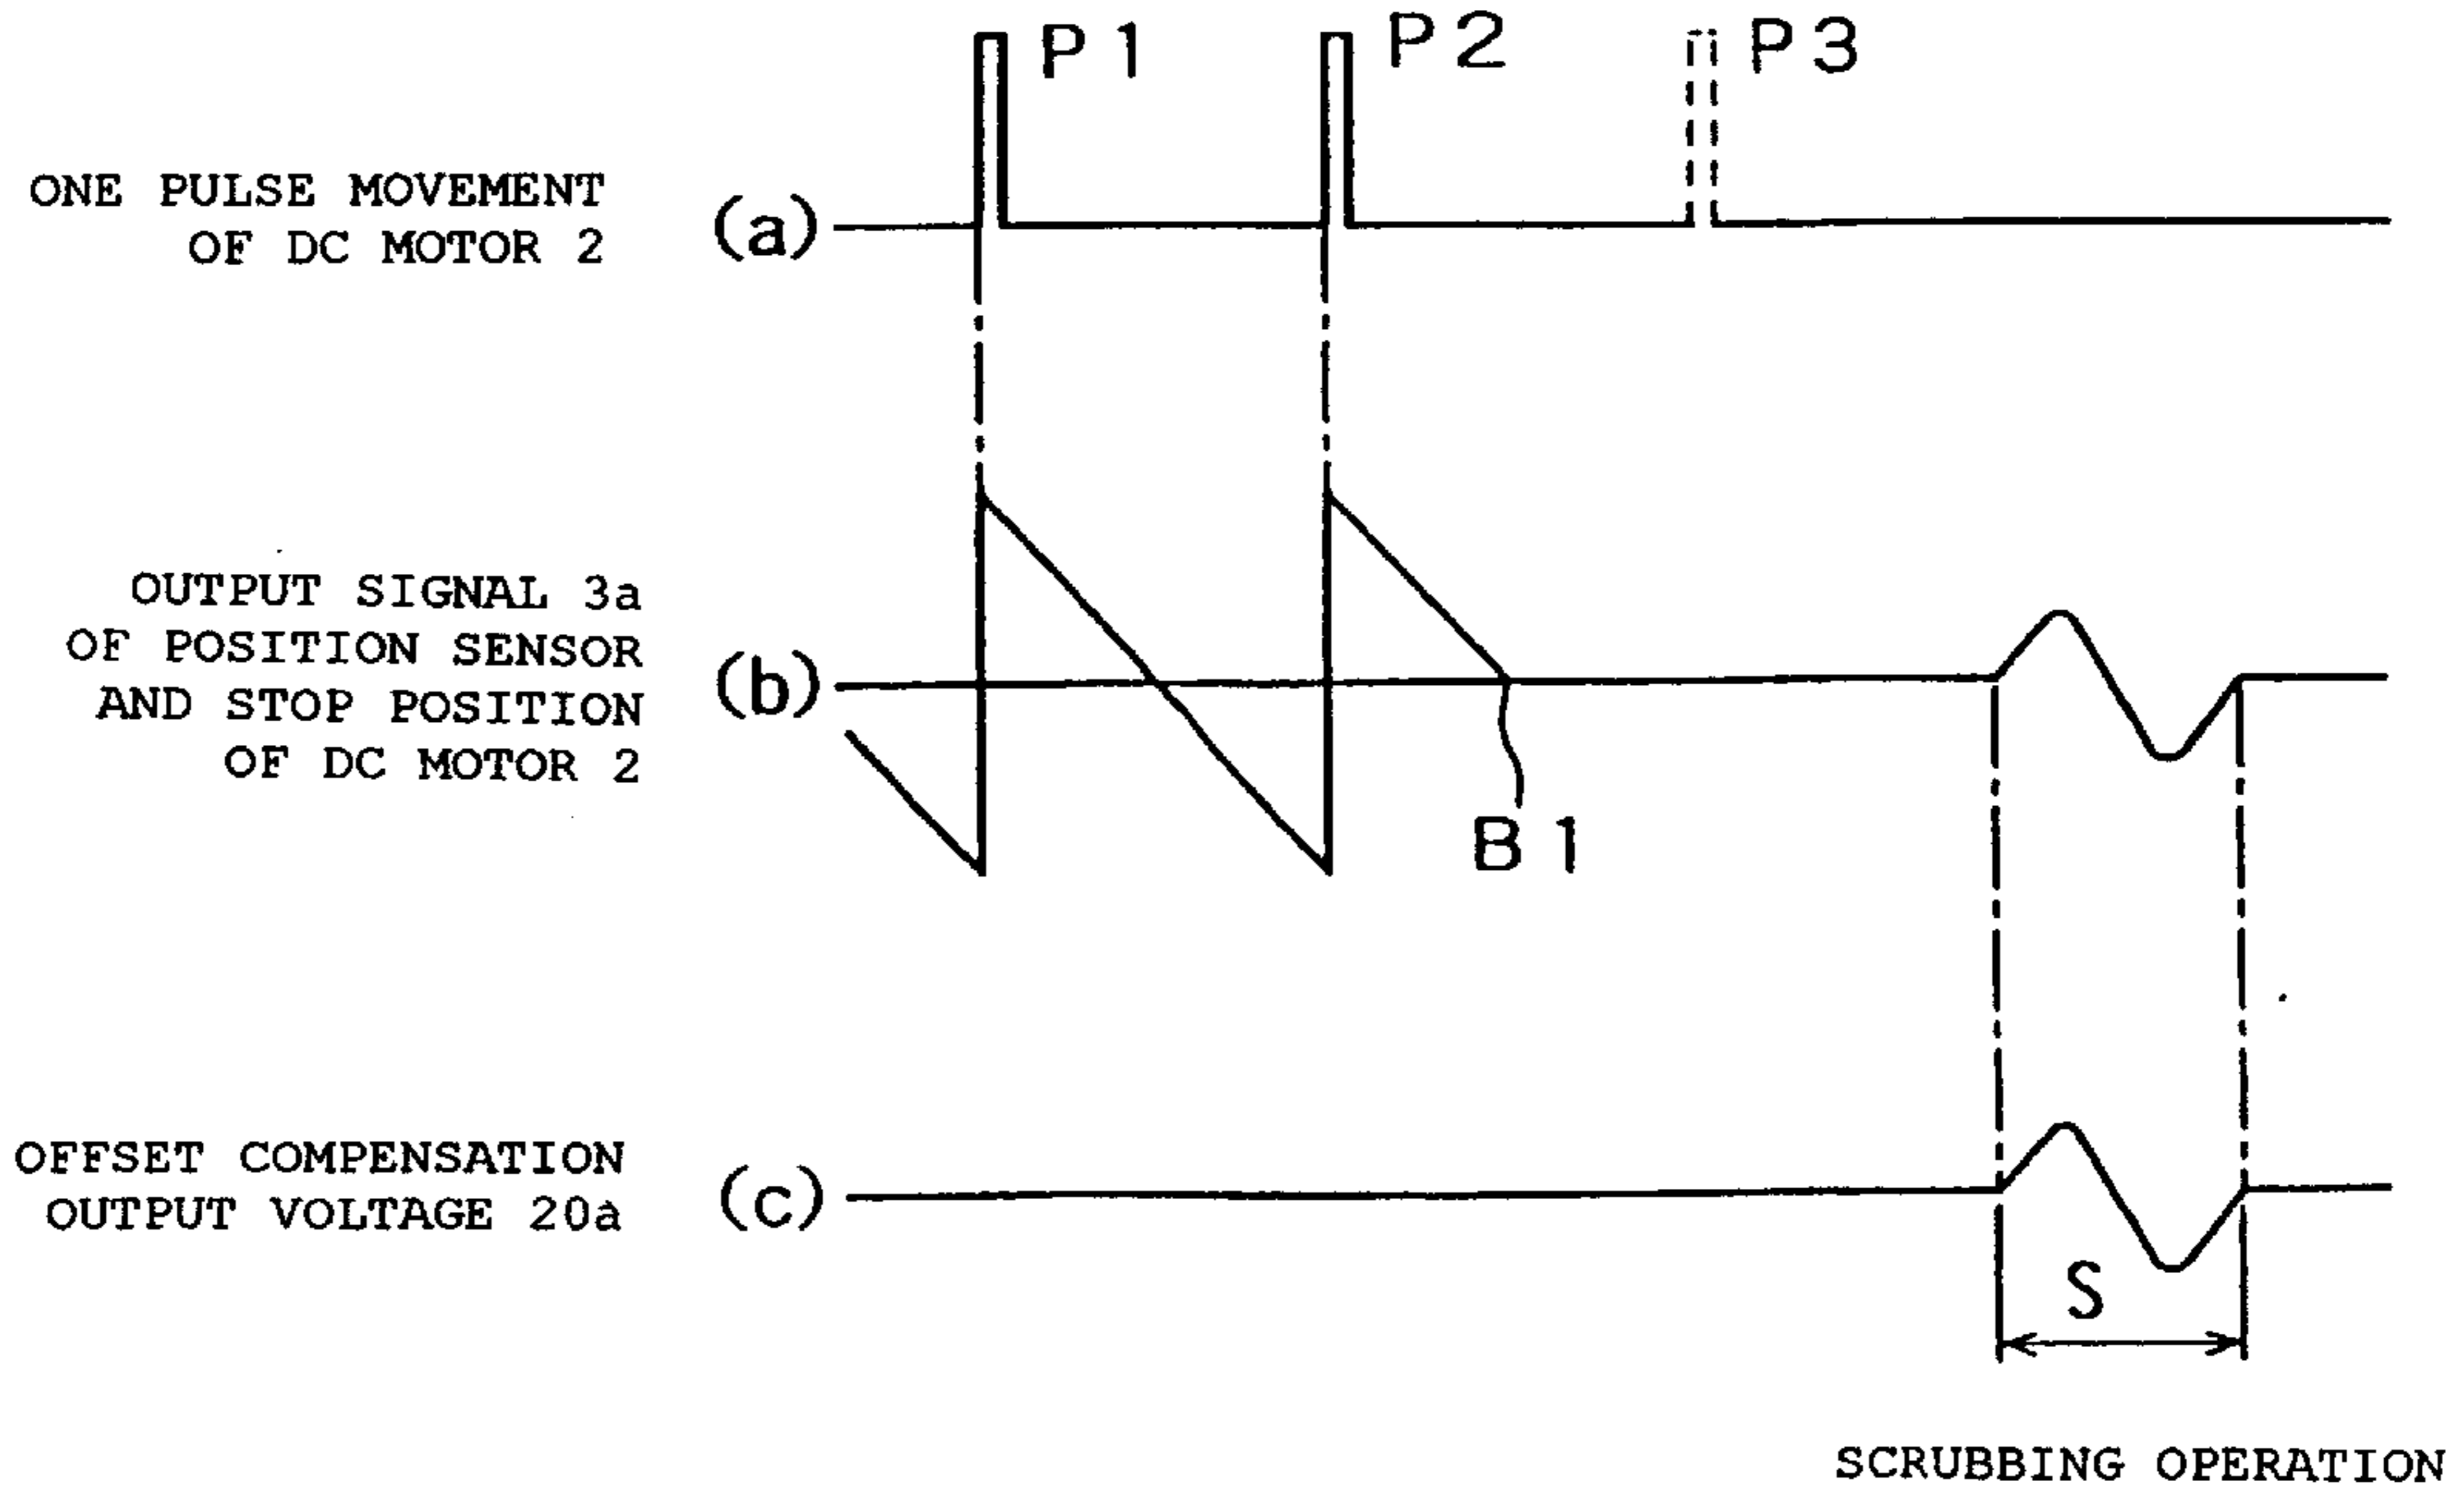 P1
P2
P3
ONE PULSE MOVEMENT
OF DC MOTOR 2
(a)
OUTPUT SIGNAL 3a
OF POSITION SENSOR
AND STOP POSITION
OF DC MOTOR 2
(b)
B1
OFFSET COMPENSATION
OUTPUT VOLTAGE 20a
(c)
S
SCRUBBING OPERATION